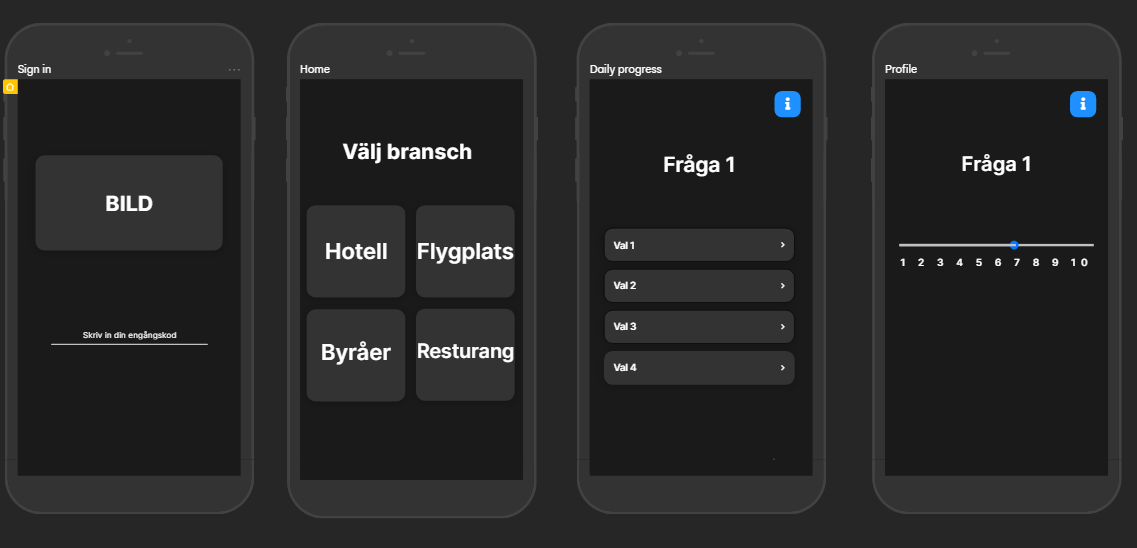 Sign in
...
BILD
Skriv in din engångskod
Home
Välj bransch
Hotell
Flygplats
Byråer
Resturang
Daily progress
i
Fråga 1
Val 1
Val 2
Val 3
Val 4
Profile
i
Fråga 1
1 2 3 4 5 6 7 8 9 10